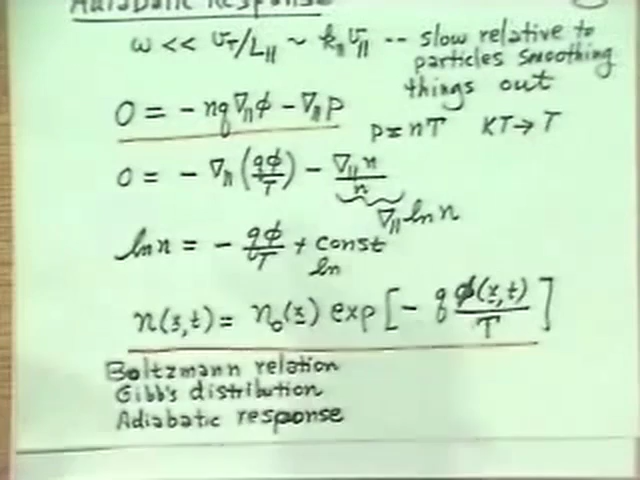 Adiabatic Response
ω << v_T/L_∥ ~ k_∥ v_∥ -- slow relative to
particles smoothing
things out
0 = - nq∇_∥φ - ∇_∥p
p = nT KT → T
0 = - ∇_∥(qφ/T) - ∇_∥n/n
∇_∥ ln n
ln n = - qφ/T + const
ln
n(x,t) = n_0(x) exp[- q φ(x,t)/T]
Boltzmann relation
Gibb's distribution
Adiabatic response